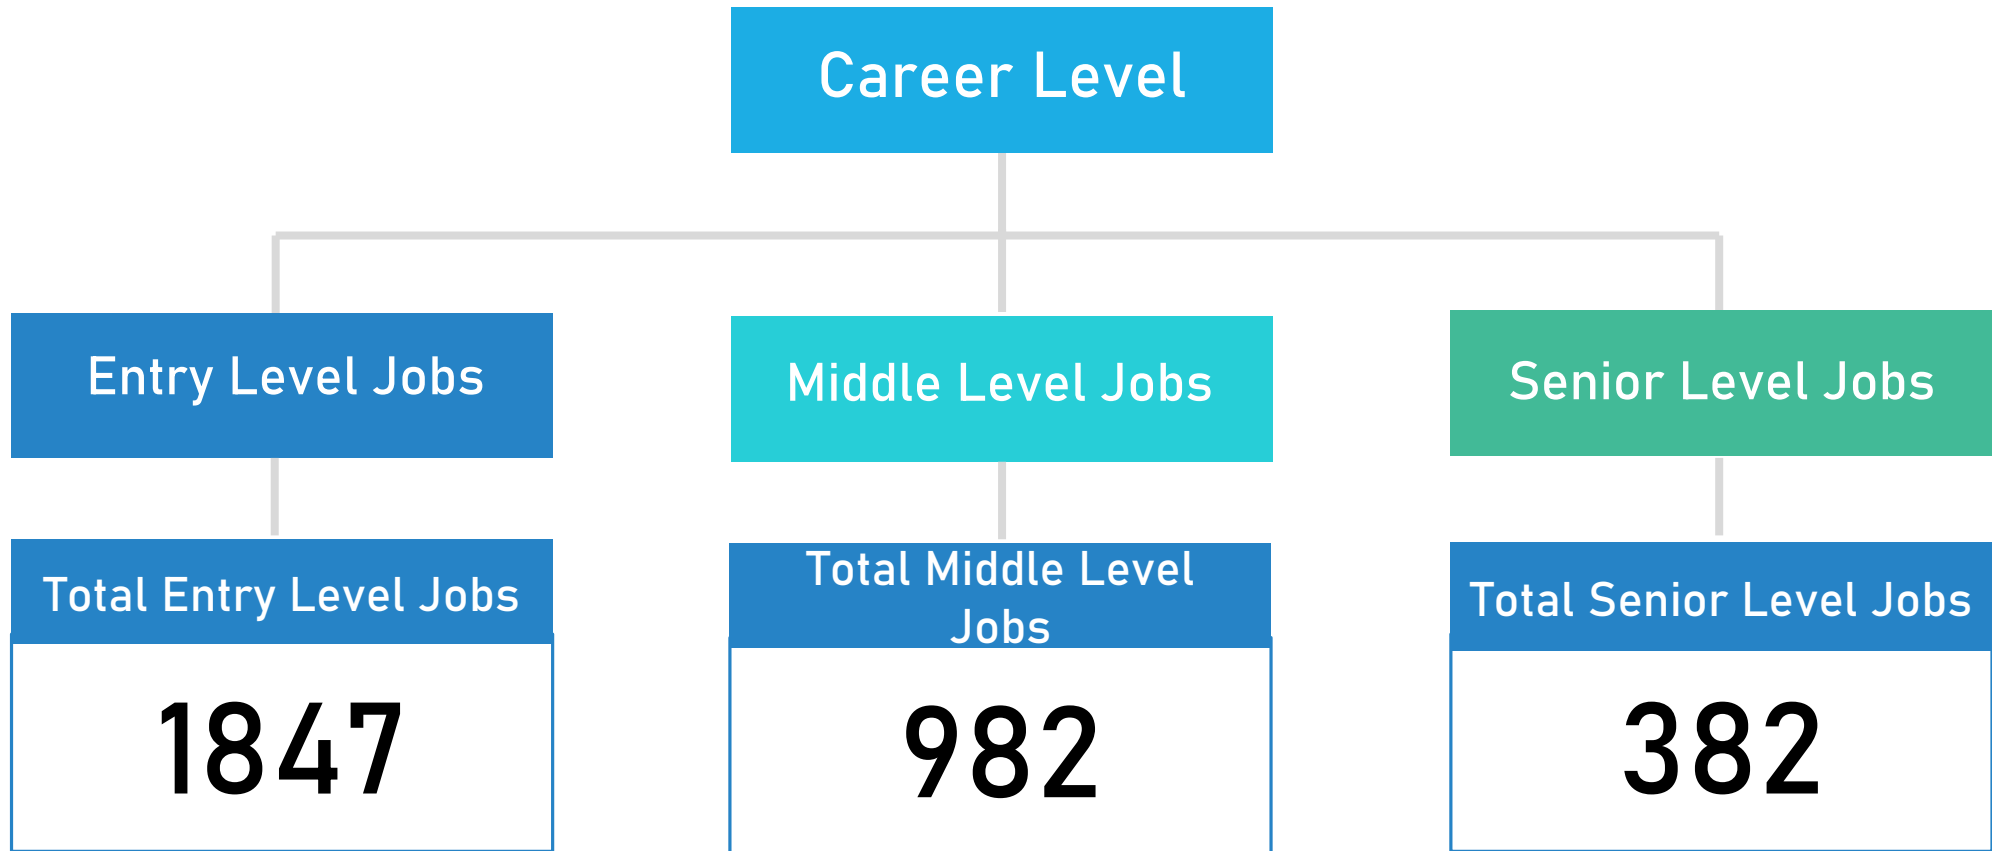 Career Level
Entry Level Jobs
Middle Level Jobs
Senior Level Jobs
Total Entry Level Jobs
Total Middle Level
Jobs
Total Senior Level Jobs
1847
982
382